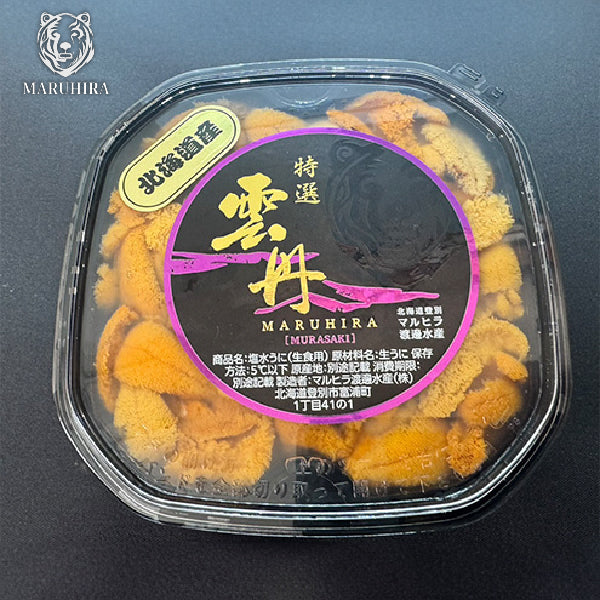 MARUHIRA
北海道産
特選
雲丹
MARUHIRA
[MURASAKI]
北海道登別
マルヒラ
渡邊水産
商品名:塩水うに(生食用) 原材料名:生うに 保存
方法:5℃以下 原産地:別途記載 消費期限:
別途記載 製造者:マルヒラ渡邊水産(株)
北海道登別市富浦町
1丁目41の1